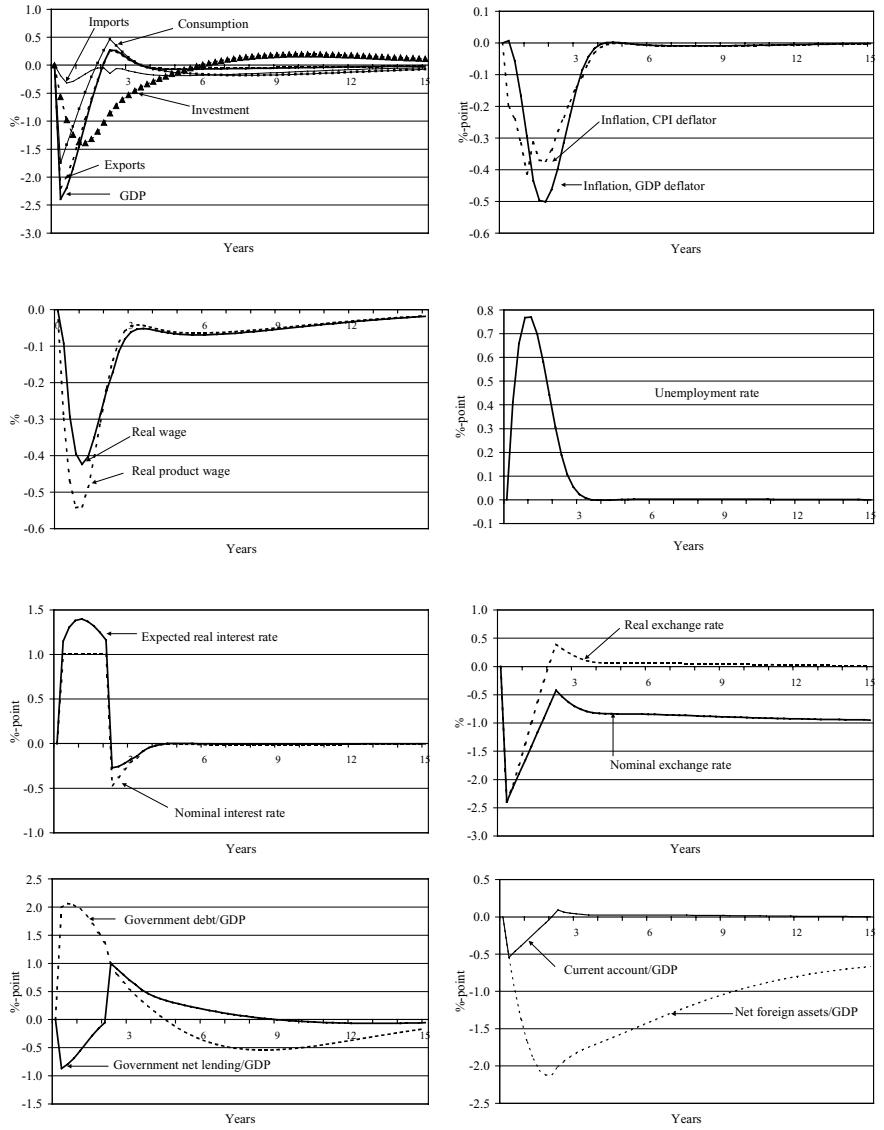 1.0
0.5
0.0
-0.5
-1.0
-1.5
-2.0
-2.5
-3.0
%
Imports
Consumption
Investment
Exports
GDP
3 6 9 12 15
Years
0.1
0.0
-0.1
-0.2
-0.3
-0.4
-0.5
-0.6
%-point
3 6 9 12 15
Inflation, CPI deflator
Inflation, GDP deflator
Years
0.0
-0.1
-0.2
-0.3
-0.4
-0.5
-0.6
%
0 3 6 9 12 15
Real wage
Real product wage
Years
0.8
0.7
0.6
0.5
0.4
0.3
0.2
0.1
0.0
-0.1
%-point
Unemployment rate
3 6 9 12 15
Years
1.5
1.0
0.5
0.0
-0.5
-1.0
%-point
Expected real interest rate
3 6 9 12 15
Nominal interest rate
Years
1.0
0.5
0.0
-0.5
-1.0
-1.5
-2.0
-2.5
-3.0
%
Real exchange rate
3 6 9 12 15
Nominal exchange rate
Years
2.5
2.0
1.5
1.0
0.5
0.0
-0.5
-1.0
-1.5
%-point
Government debt/GDP
3 6 9 12 15
Government net lending/GDP
Years
0.5
0.0
-0.5
-1.0
-1.5
-2.0
-2.5
%-point
3 6 9 12 15
Current account/GDP
Net foreign assets/GDP
Years